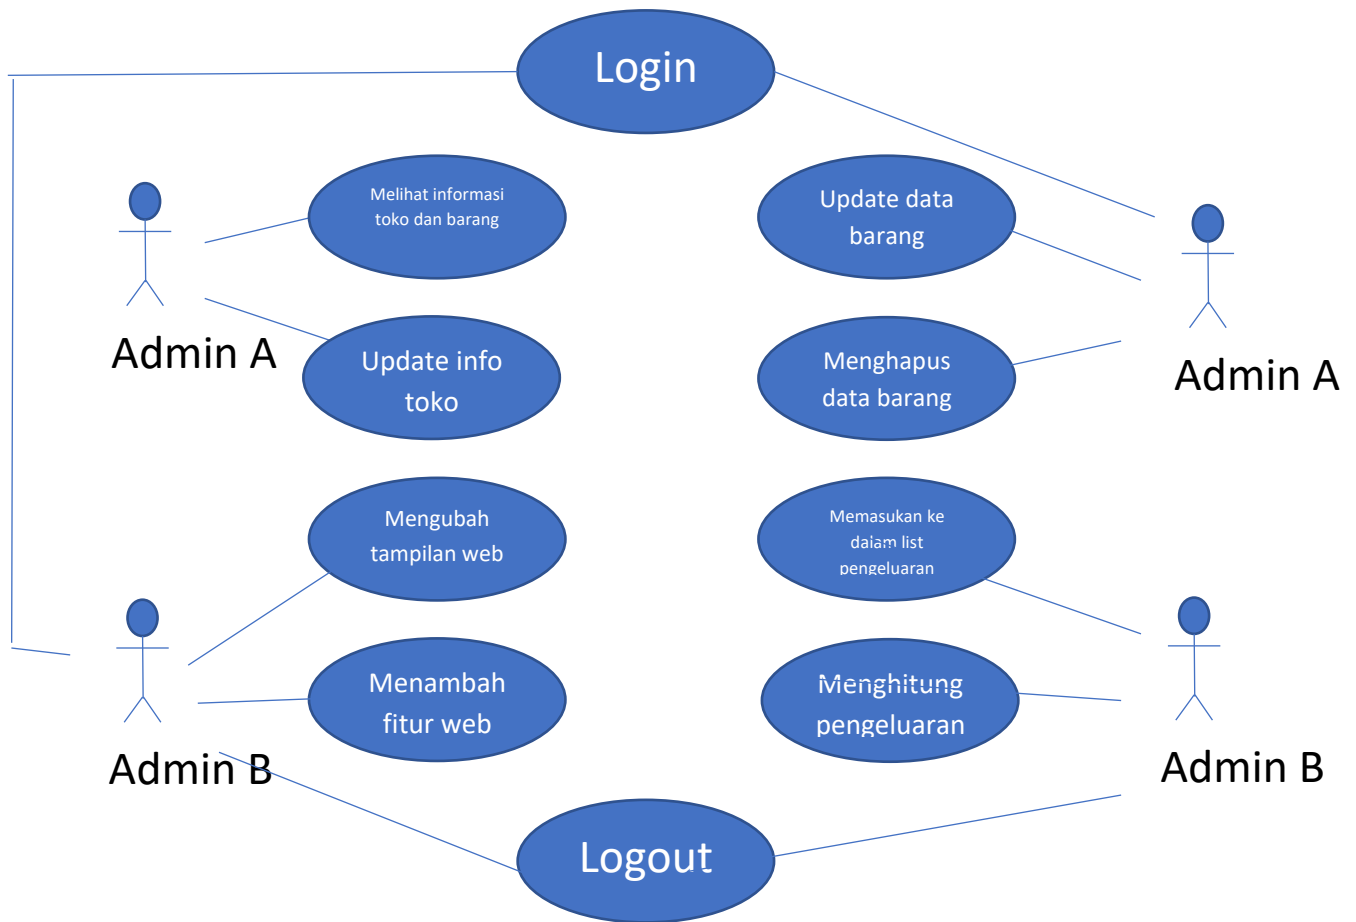 Login
Melihat informasi
toko dan barang
Update data
barang
Admin A
Update info
toko
Menghapus
data barang
Admin A
Mengubah
tampilan web
Memasukan ke
dalam list
pengeluaran
Admin B
Menambah
fitur web
Menghitung
pengeluaran
Admin B
Logout